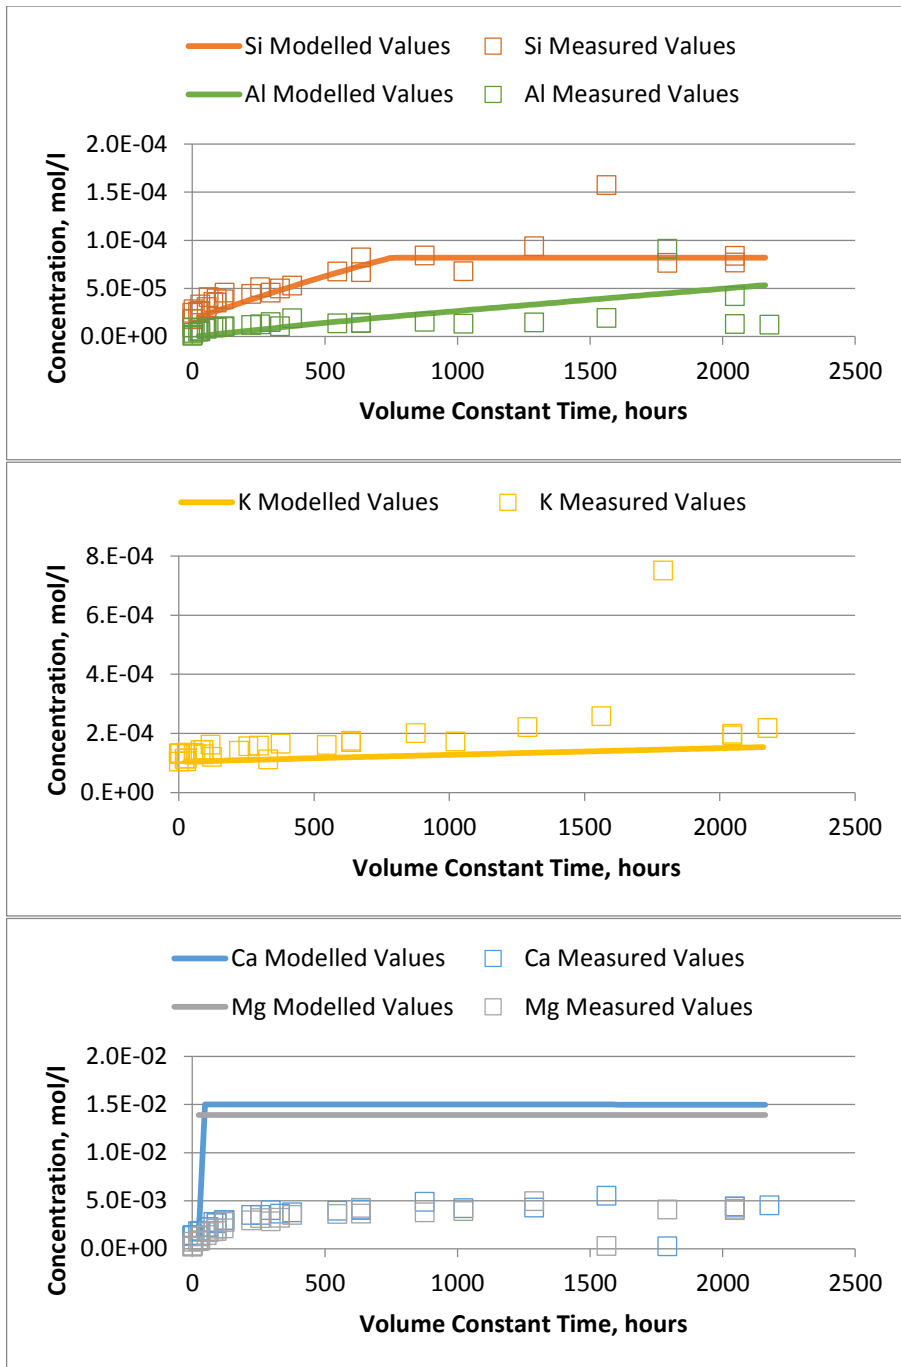 Si Modelled Values Si Measured Values
Al Modelled Values Al Measured Values
Concentration, mol/l
2.0E-04
1.5E-04
1.0E-04
5.0E-05
0.0E+00
0 500 1000 1500 2000 2500
Volume Constant Time, hours
K Modelled Values K Measured Values
Concentration, mol/l
8.E-04
6.E-04
4.E-04
2.E-04
0.E+00
0 500 1000 1500 2000 2500
Volume Constant Time, hours
Ca Modelled Values Ca Measured Values
Mg Modelled Values Mg Measured Values
Concentration, mol/l
2.0E-02
1.5E-02
1.0E-02
5.0E-03
0.0E+00
0 500 1000 1500 2000 2500
Volume Constant Time, hours